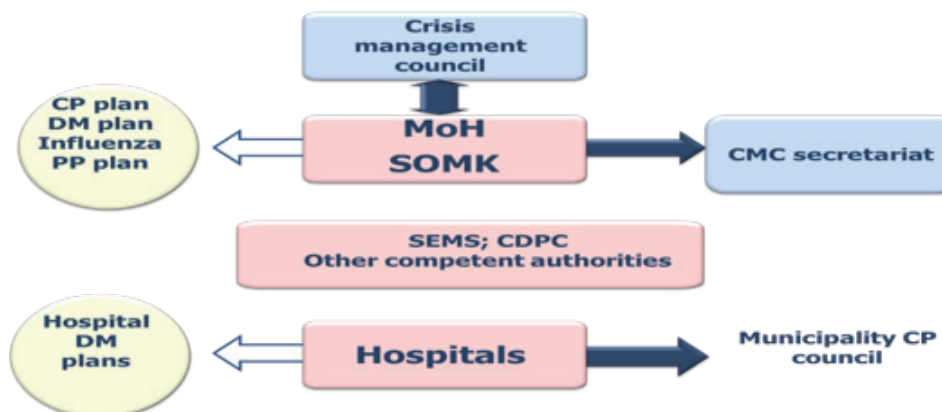 Crisis
management
council
CP plan
DM plan
Influenza
PP plan
MoH
SOMK
CMC secretariat
SEMS; CDPC
Other competent authorities
Hospital
DM
plans
Hospitals
Municipality CP
council